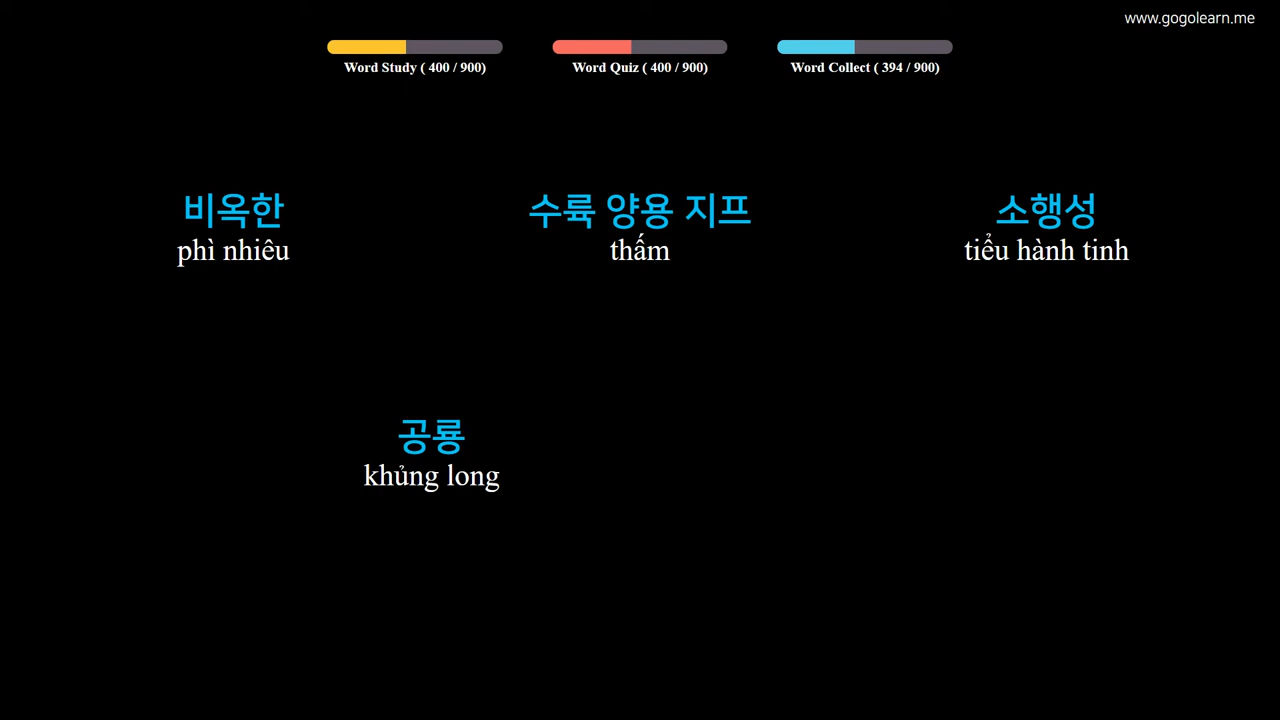 www.gogolearn.me
Word Study ( 400 / 900)
Word Quiz ( 400 / 900)
Word Collect ( 394 / 900)
비옥한
phì nhiêu
수륙 양용 지프
thấm
소행성
tiểu hành tinh
공룡
khủng long